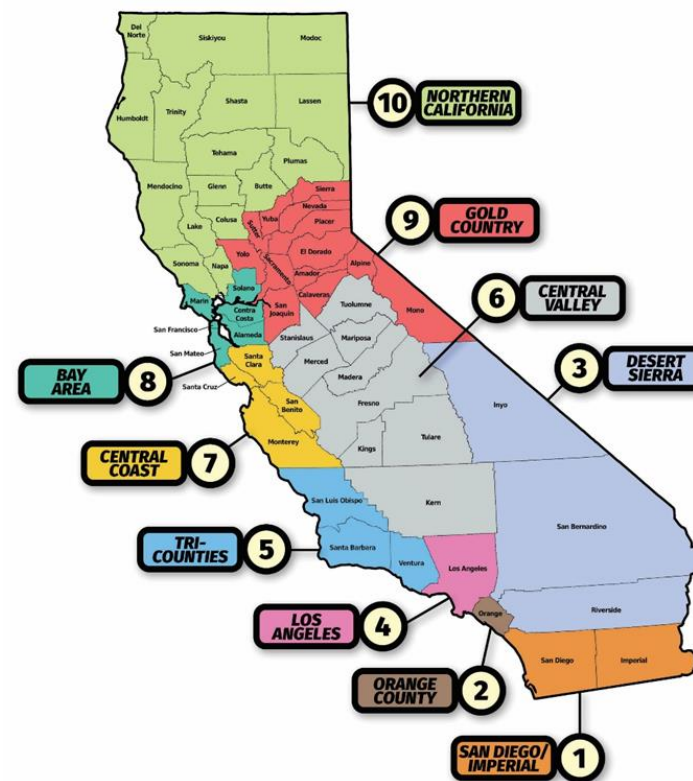 Del
Norte
Siskiyou
Modoc
Humboldt
Trinity
Shasta
Lassen
10
NORTHERN
CALIFORNIA
Tehama
Plumas
Mendocino
Glenn
Butte
Sierra
Nevada
Colusa
Yuba
Placer
9
GOLD
COUNTRY
Lake
Sutter
El Dorado
Yolo
Sacramento
Alpine
Sonoma
Napa
Amador
Solano
Calaveras
Marin
Contra
Costa
San
Joaquin
Tuolumne
Mono
6
CENTRAL
VALLEY
San Francisco
Alameda
Stanislaus
Mariposa
San Mateo
Santa
Clara
Merced
3
DESERT
SIERRA
BAY
AREA
8
Santa Cruz
Madera
San
Benito
Fresno
Inyo
CENTRAL
COAST
7
Monterey
Kings
Tulare
San Luis Obispo
Kern
San Bernardino
TRI-
COUNTIES
5
Santa Barbara
Ventura
Los Angeles
LOS
ANGELES
4
Orange
Riverside
ORANGE
COUNTY
2
San Diego
Imperial
SAN DIEGO/
IMPERIAL
1